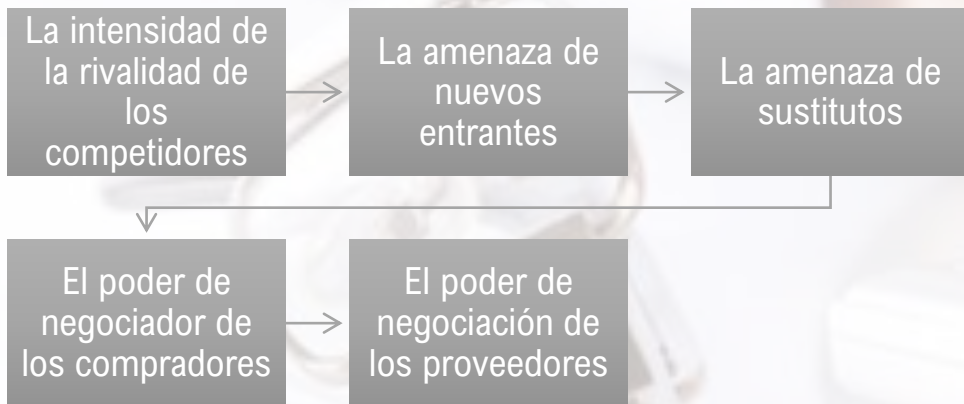 La intensidad de
la rivalidad de
los
competidores
La amenaza de
nuevos
entrantes
La amenaza de
sustitutos
El poder de
negociador de
los compradores
El poder de
negociación de
los proveedores